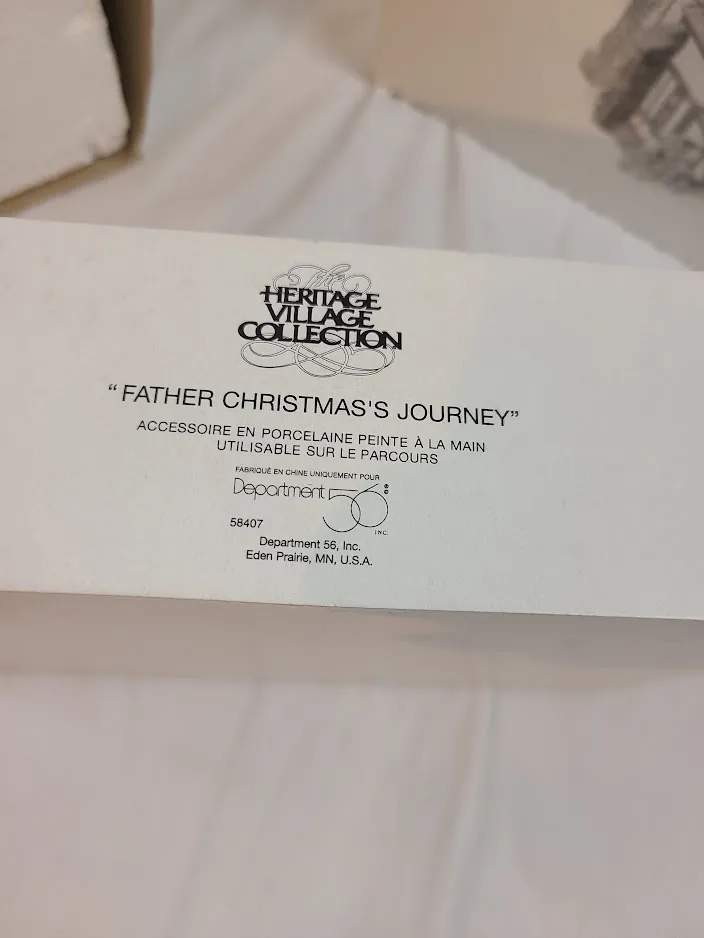 The
HERITAGE
VILLAGE
COLLECTION
“FATHER CHRISTMAS'S JOURNEY”
ACCESSOIRE EN PORCELAINE PEINTE À LA MAIN
UTILISABLE SUR LE PARCOURS
FABRIQUÉ EN CHINE UNIQUEMENT POUR
Department 56 ® ©
INC.
58407
Department 56, Inc.
Eden Prairie, MN, U.S.A.